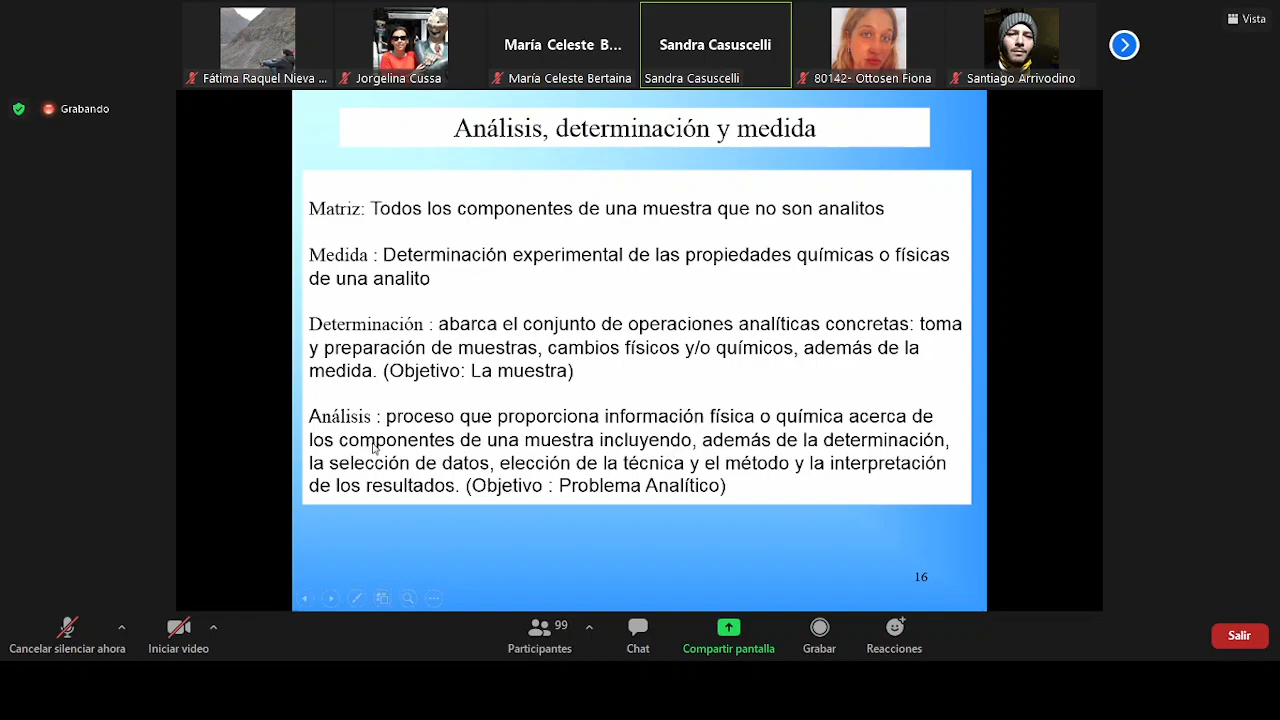 María Celeste B...
Sandra Casuscelli
Vista
Fátima Raquel Nieva ...
Jorgelina Cussa
María Celeste Bertaina
Sandra Casuscelli
80142- Ottosen Fiona
Santiago Arrivodino
Grabando
Análisis, determinación y medida
Matriz: Todos los componentes de una muestra que no son analitos
Medida : Determinación experimental de las propiedades químicas o físicas
de una analito
Determinación : abarca el conjunto de operaciones analíticas concretas: toma
y preparación de muestras, cambios físicos y/o químicos, además de la
medida. (Objetivo: La muestra)
Análisis : proceso que proporciona información física o química acerca de
los componentes de una muestra incluyendo, además de la determinación,
la selección de datos, elección de la técnica y el método y la interpretación
de los resultados. (Objetivo : Problema Analítico)
16
99
Cancelar silenciar ahora
Iniciar video
Participantes
Chat
Compartir pantalla
Grabar
Reacciones
Salir